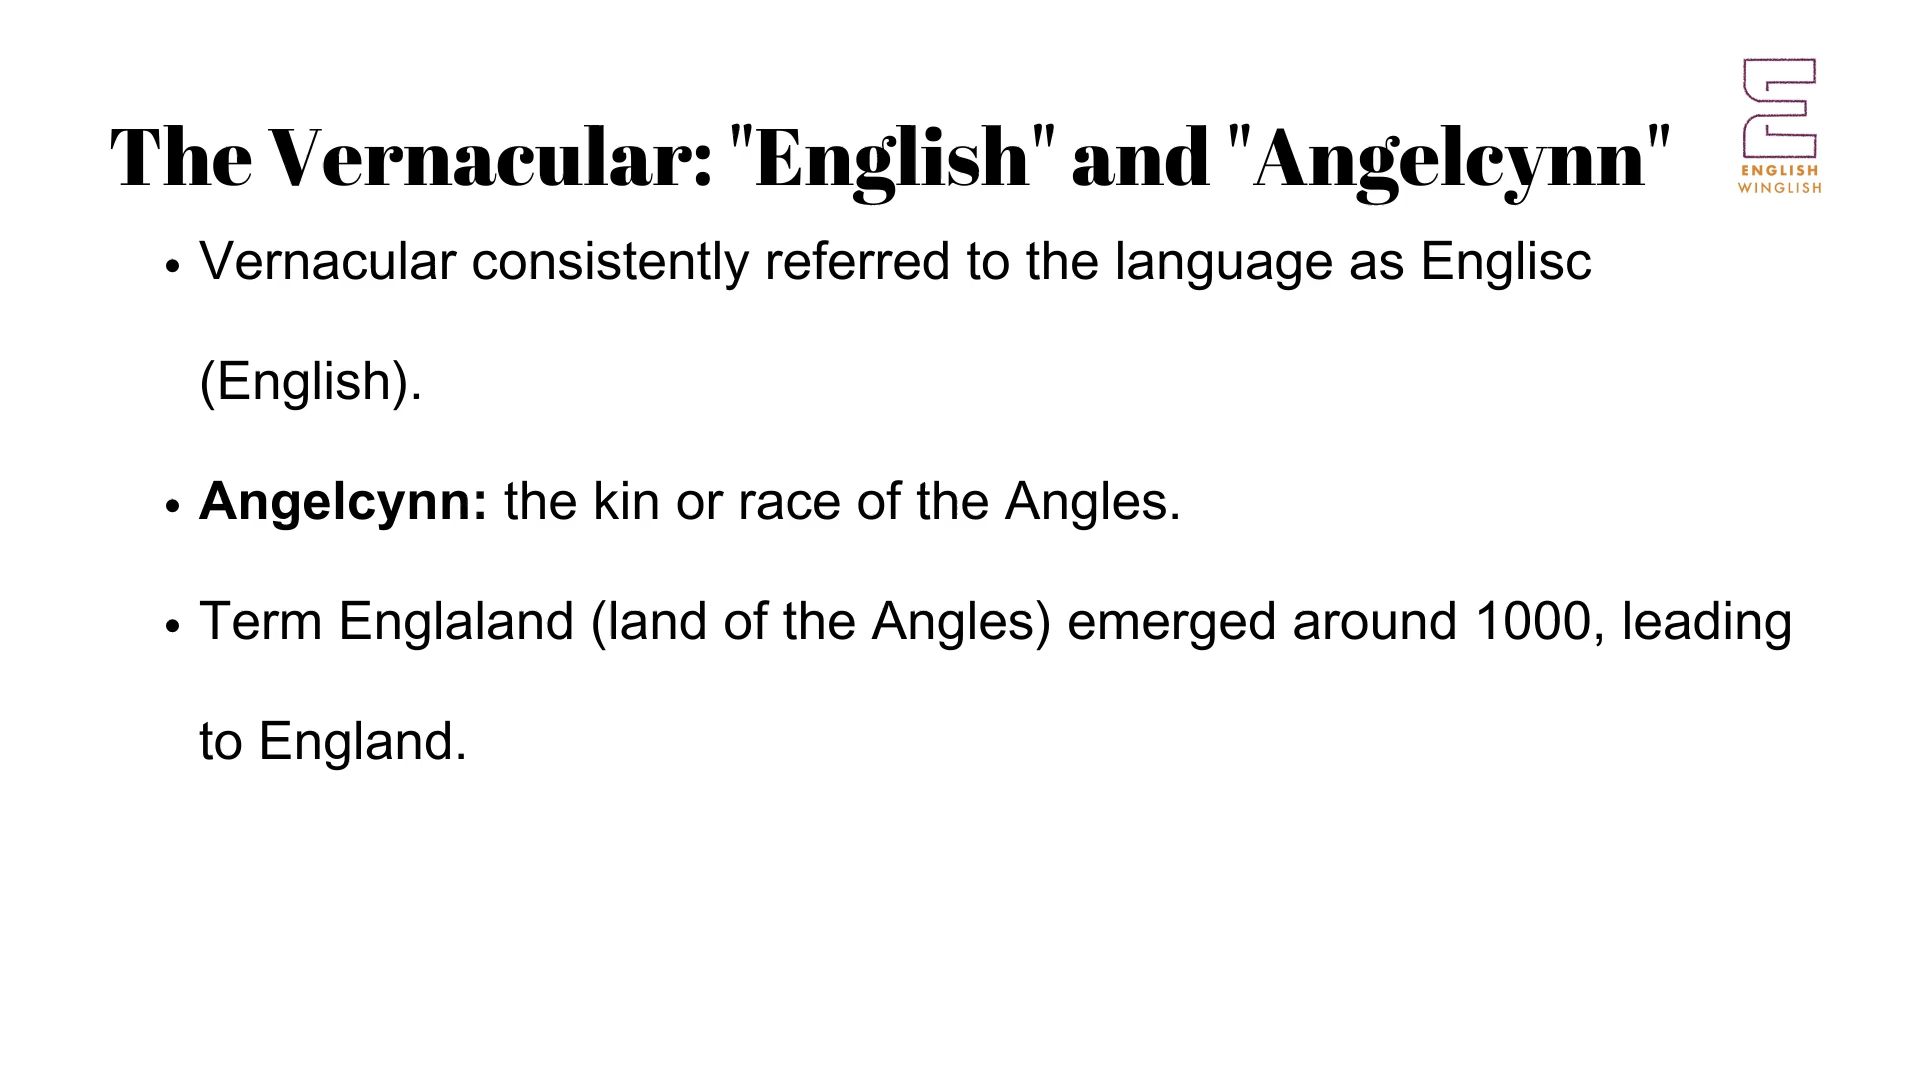 The Vernacular: "English" and "Angelcynn"
ENGLISH
WINGLISH
• Vernacular consistently referred to the language as Englisc
(English).
• Angelcynn: the kin or race of the Angles.
• Term Englaland (land of the Angles) emerged around 1000, leading
to England.